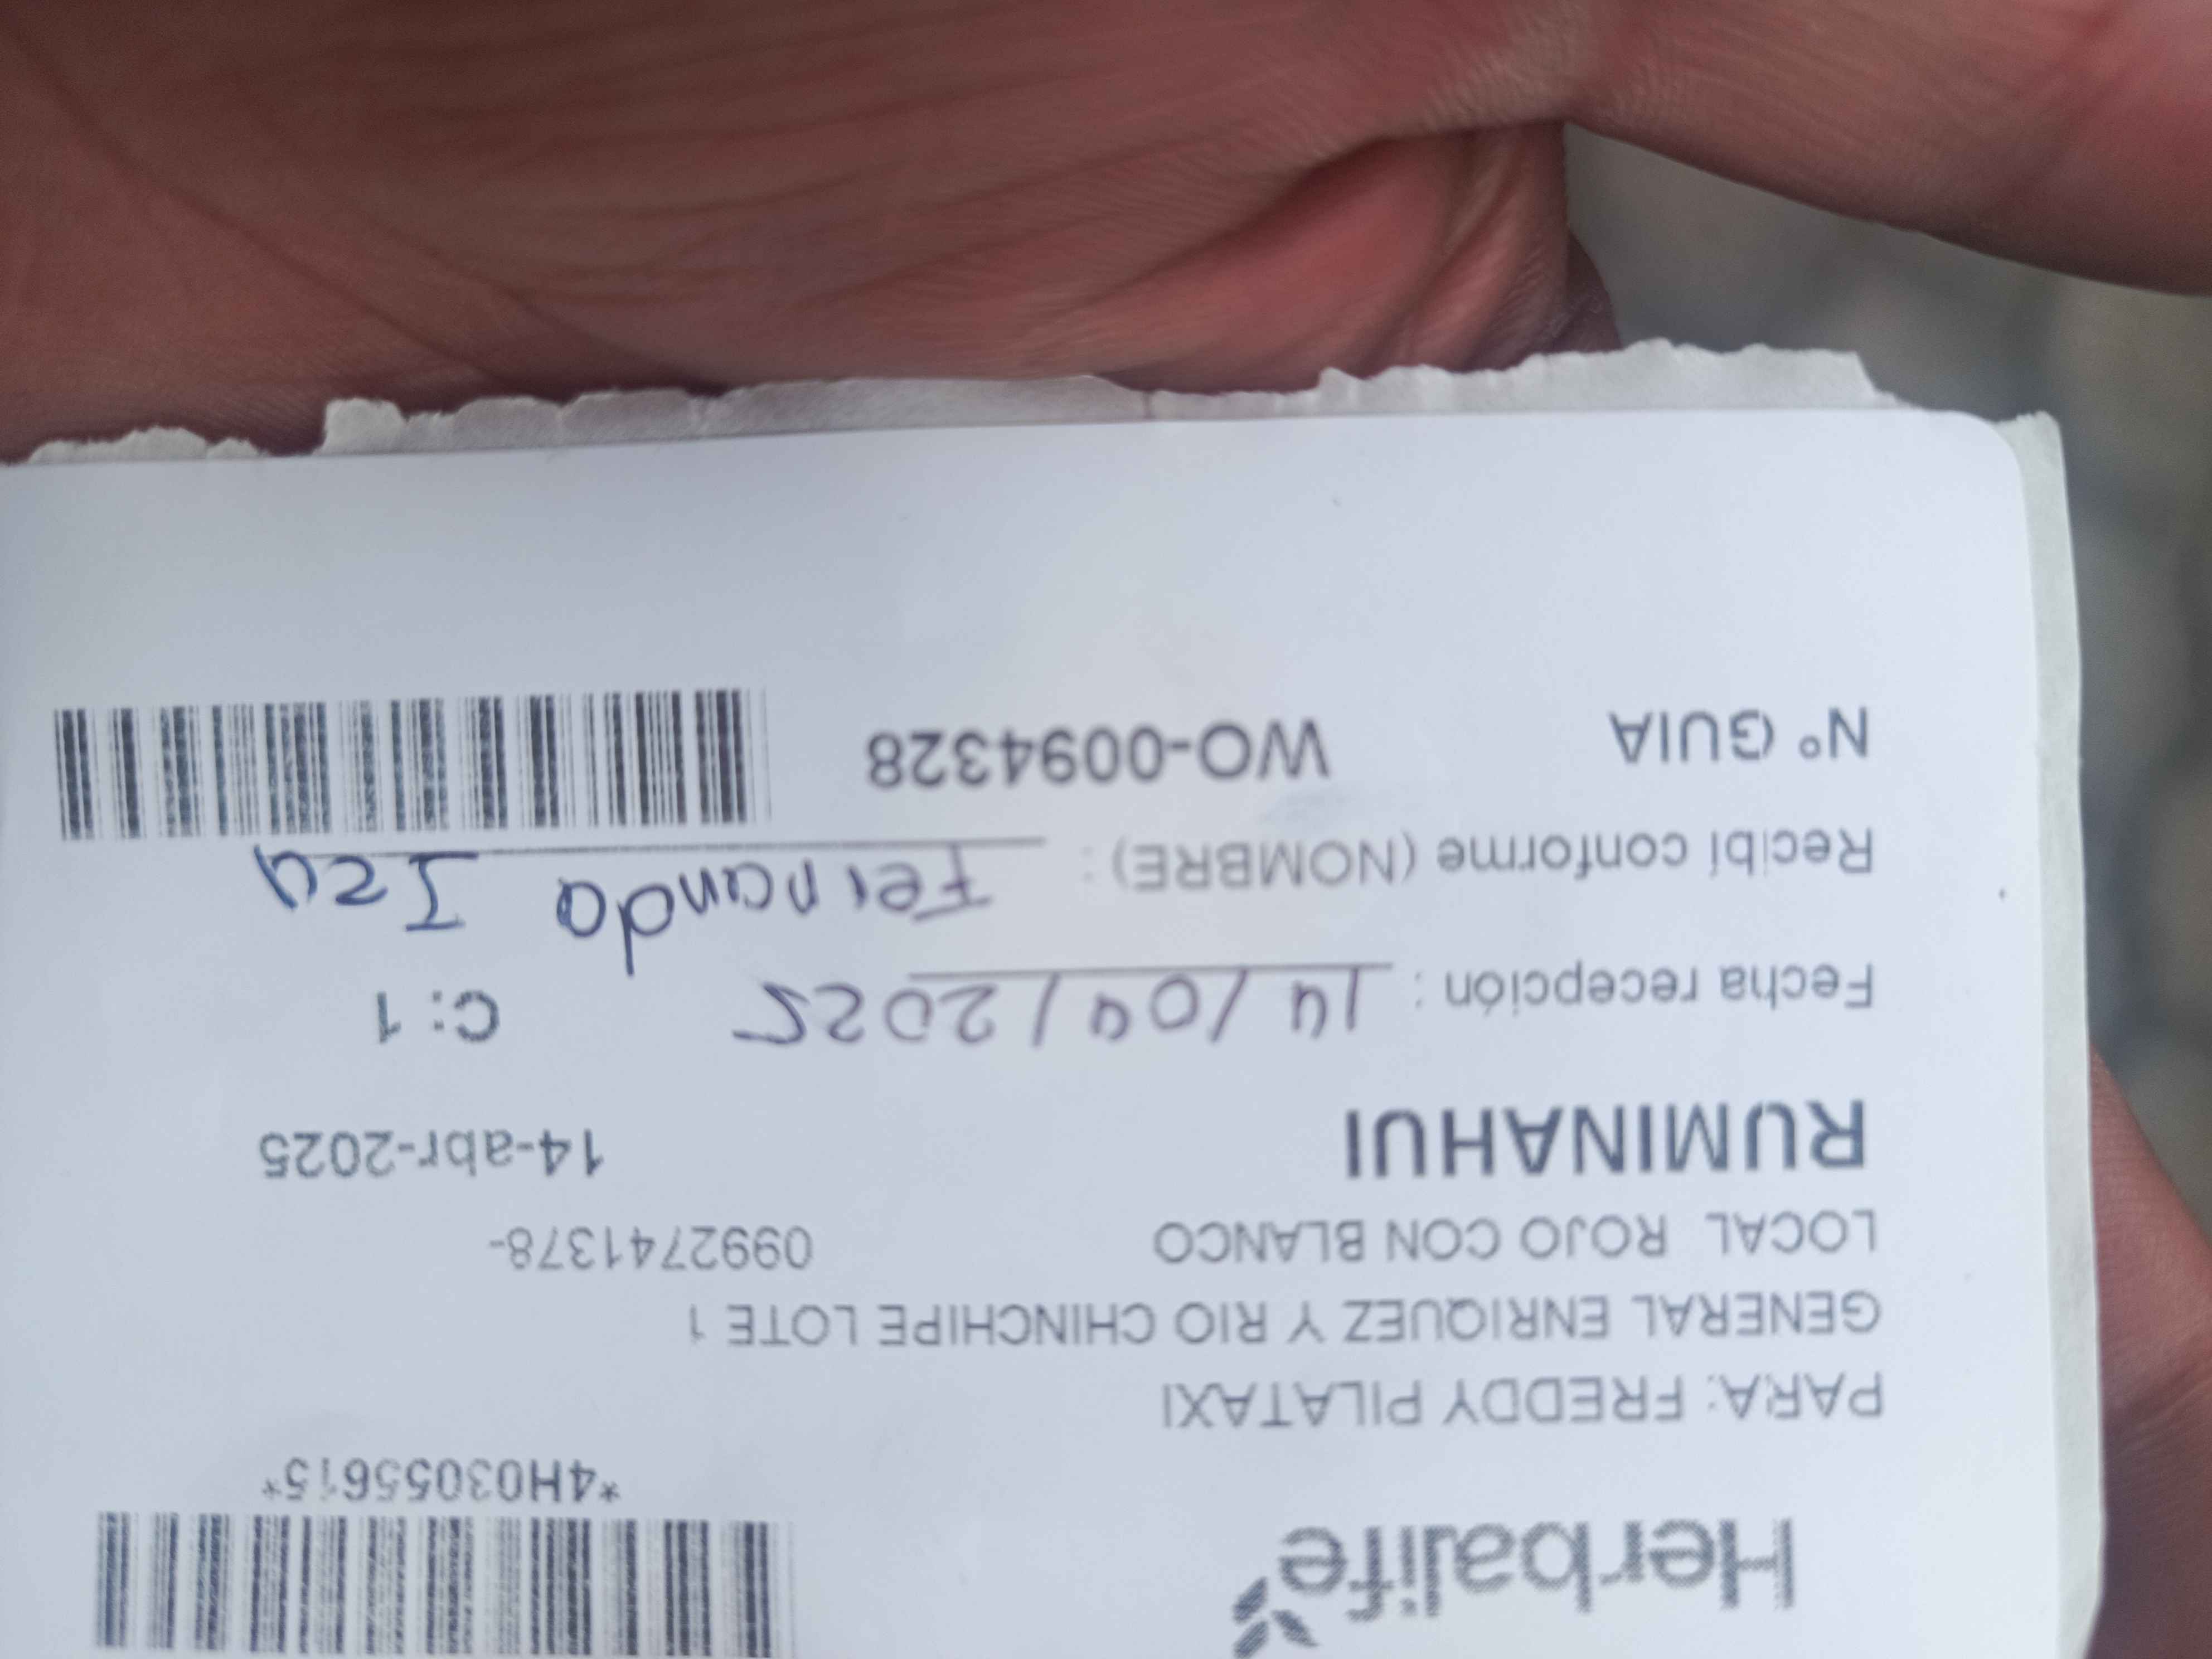 Herbalife
*4H03055615*
PARA: FREDDY PILATAXI
GENERAL ENRIQUEZ Y RIO CHINCHIPE LOTE 1
LOCAL ROJO CON BLANCO 0992741378-
RUMINAHUI 14-abr-2025
Fecha recepción : 14/04/2025 C: 1
Recibí conforme (NOMBRE) : Fernanda Iza
N° GUIA WO-0094328